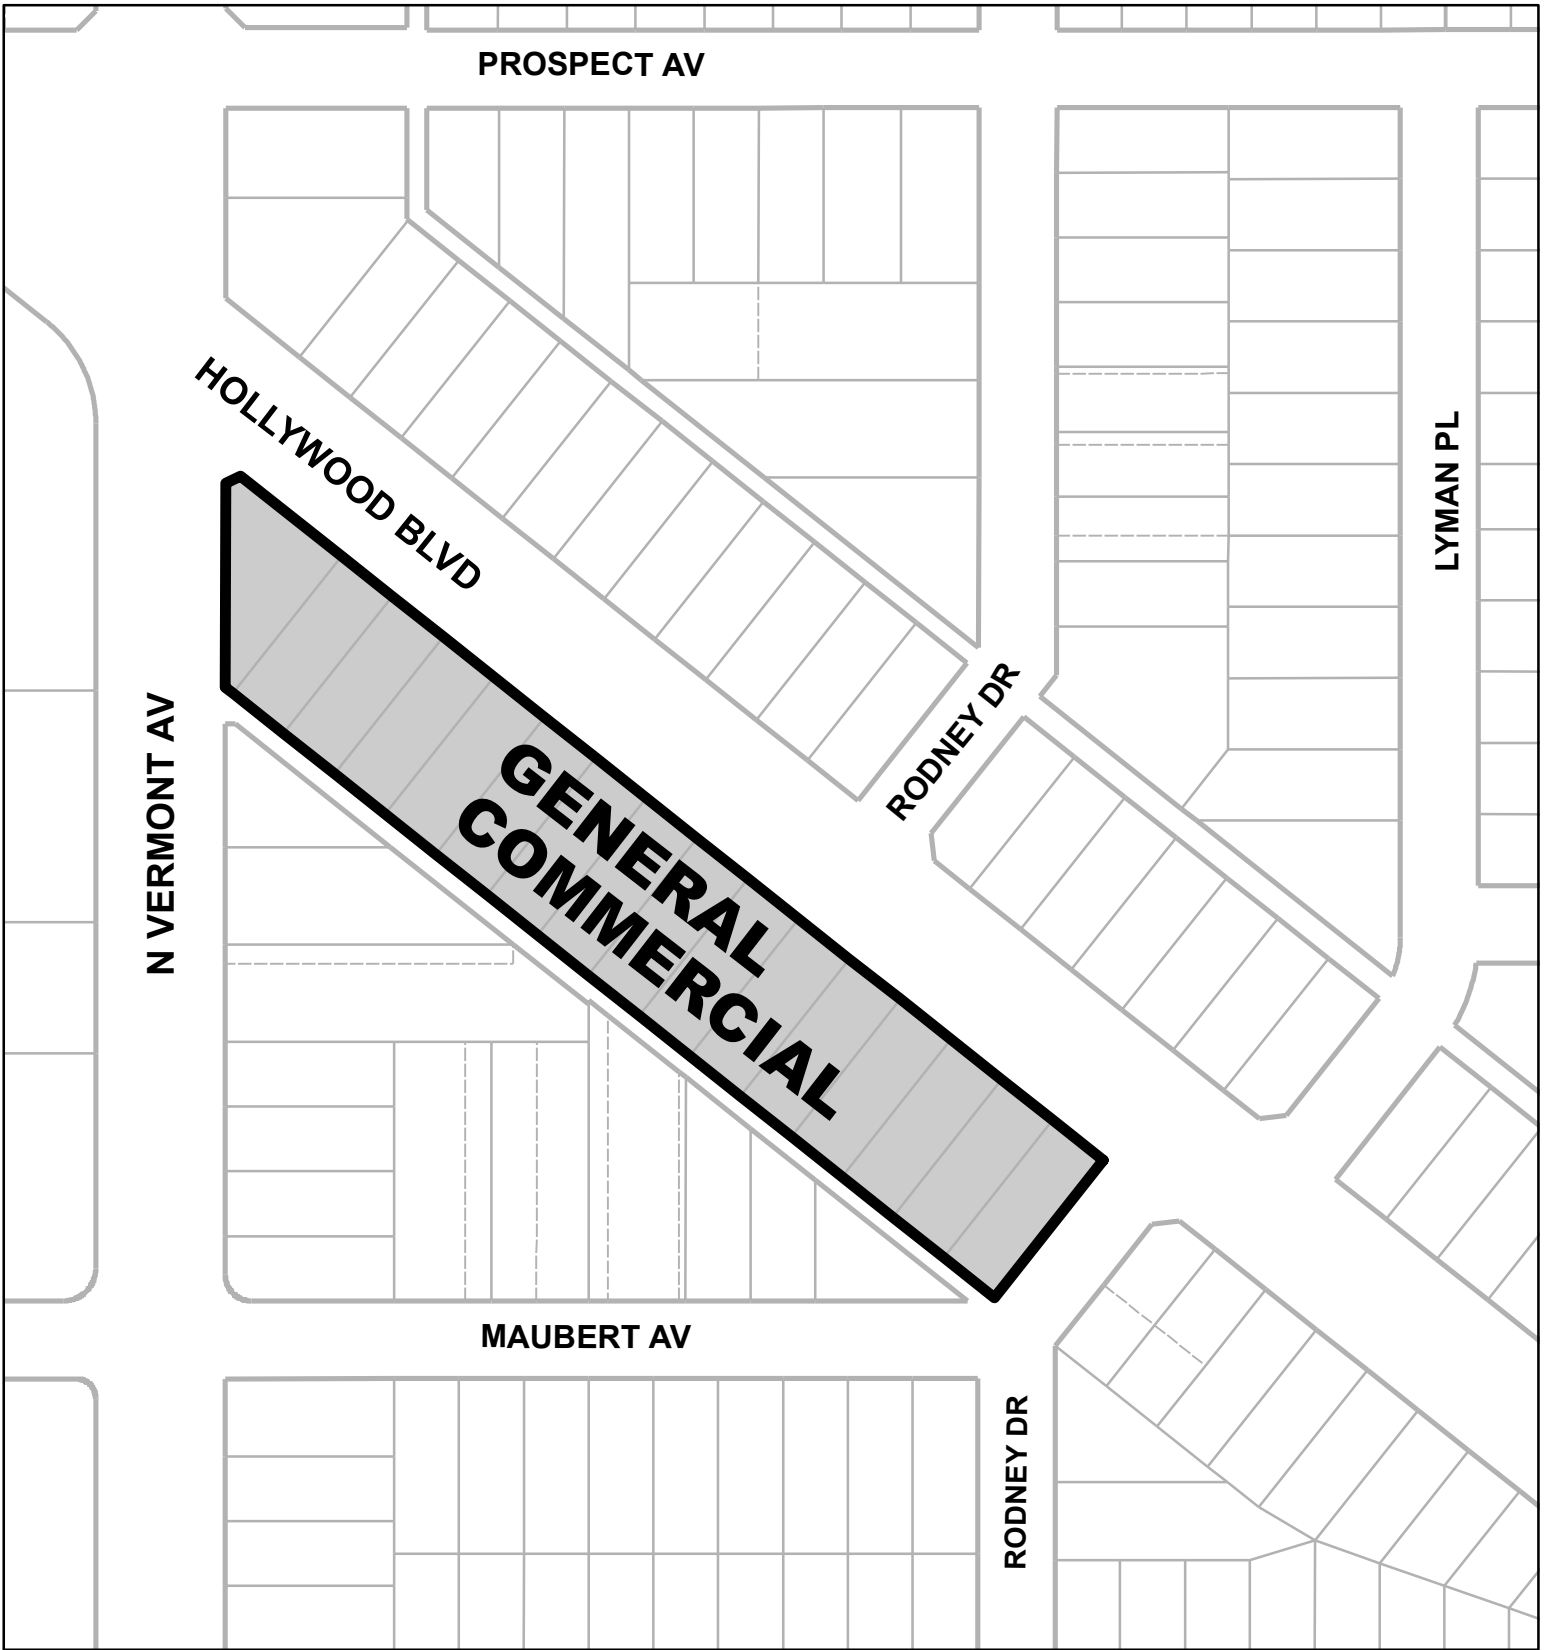 PROSPECT AV
HOLLYWOOD BLVD
LYMAN PL
RODNEY DR
N VERMONT AV
GENERAL
COMMERCIAL
MAUBERT AV
RODNEY DR